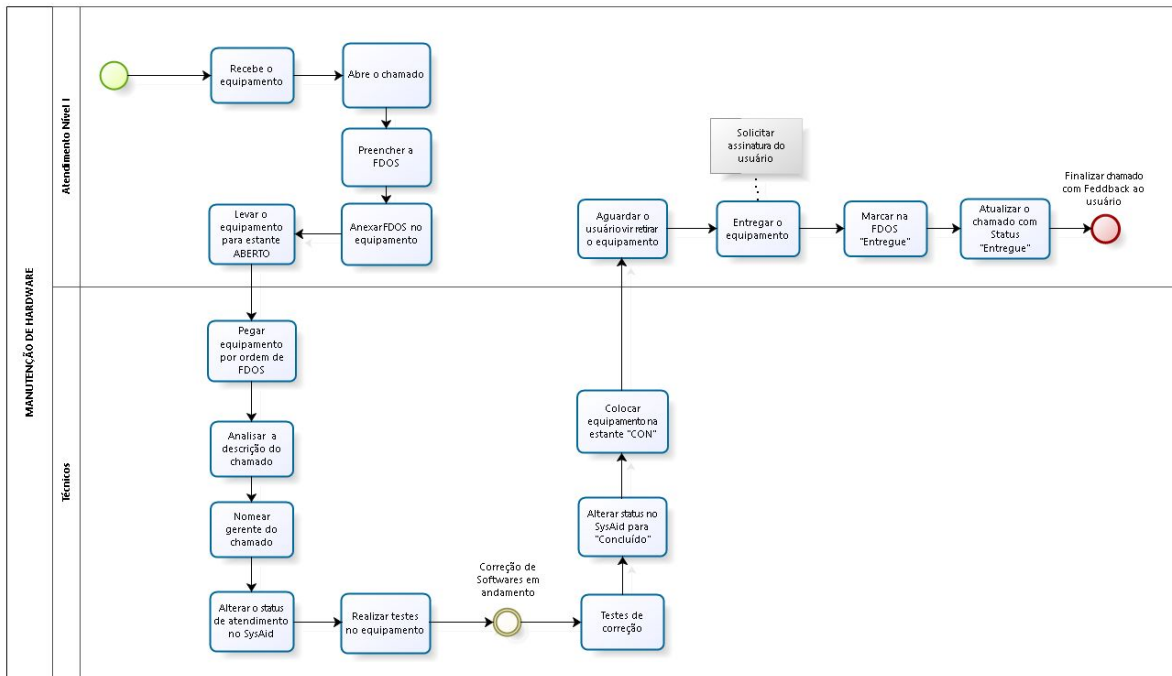 MANUTENÇÃO DE HARDWARE
Atendimento Nível I
Recebe o
equipamento
Abre o chamado
Preencher a
FDOS
Anexar FDOS no
equipamento
Levar o
equipamento
para estante
ABERTO
Aguardar o
usuário vir retirar
o equipamento
Solicitar
assinatura do
usuário
Entregar o
equipamento
Marcar na
FDOS
"Entregue"
Atualizar o
chamado com
Status
"Entregue"
Finalizar chamado
com Feddback ao
usuário
Técnicos
Pegar
equipamento
por ordem de
FDOS
Analisar a
descrição do
chamado
Nomear
gerente do
chamado
Alterar o status
de atendimento
no SysAid
Realizar testes
no equipamento
Correção de
Softwares em
andamento
Testes de
correção
Alterar status no
SysAid para
"Concluído"
Colocar
equipamento na
estante "CON"